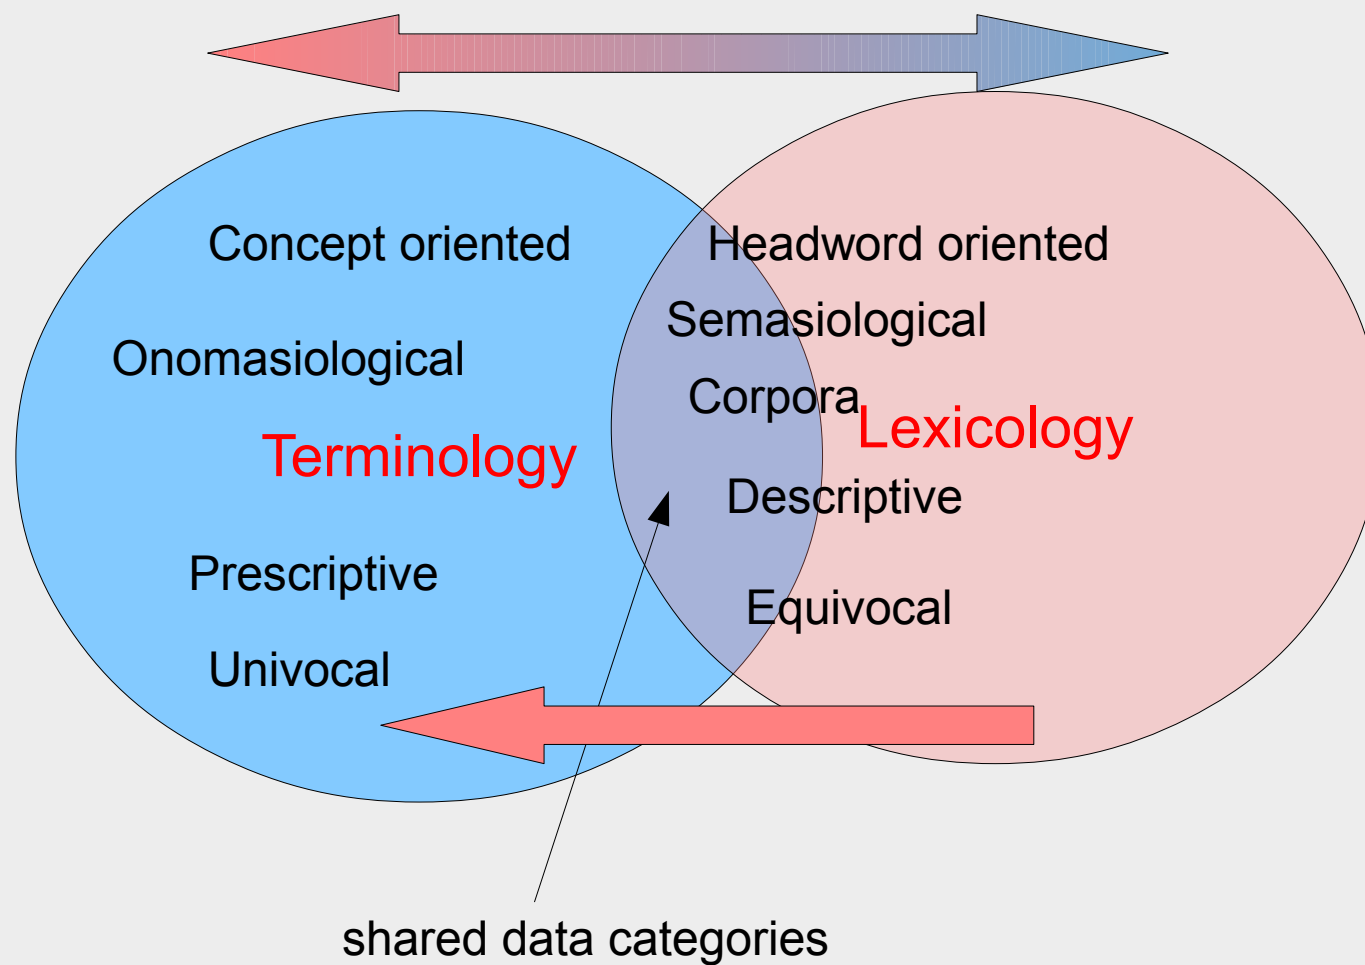 Concept oriented
Headword oriented
Semasiological
Onomasiological
Corpora
Lexicology
Terminology
Descriptive
Prescriptive
Equivocal
Univocal
shared data categories